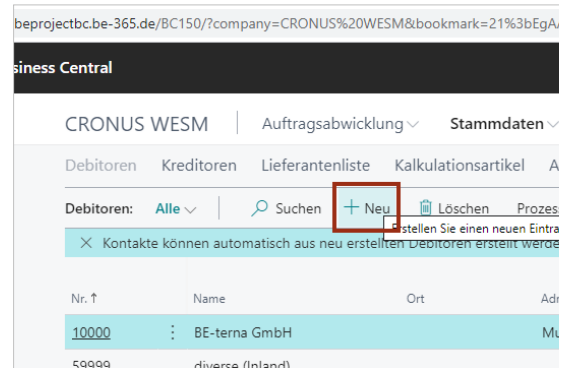 beprojectbc.be-365.de/BC150/?company=CRONUS%20WESM&bookmark=21%3bEgAA
siness Central
CRONUS WESM Auftragsabwicklung Stammdaten
Debitoren Kreditoren Lieferantenliste Kalkulationsartikel A
Debitoren: Alle Suchen + Neu Löschen Prozess
Erstellen Sie einen neuen Eintra
Kontakte können automatisch aus neu erstellten Debitoren erstellt werde
Nr. ↑ Name Ort Adr
10000 BE-terna GmbH Mu
59999 diverse (Inland)